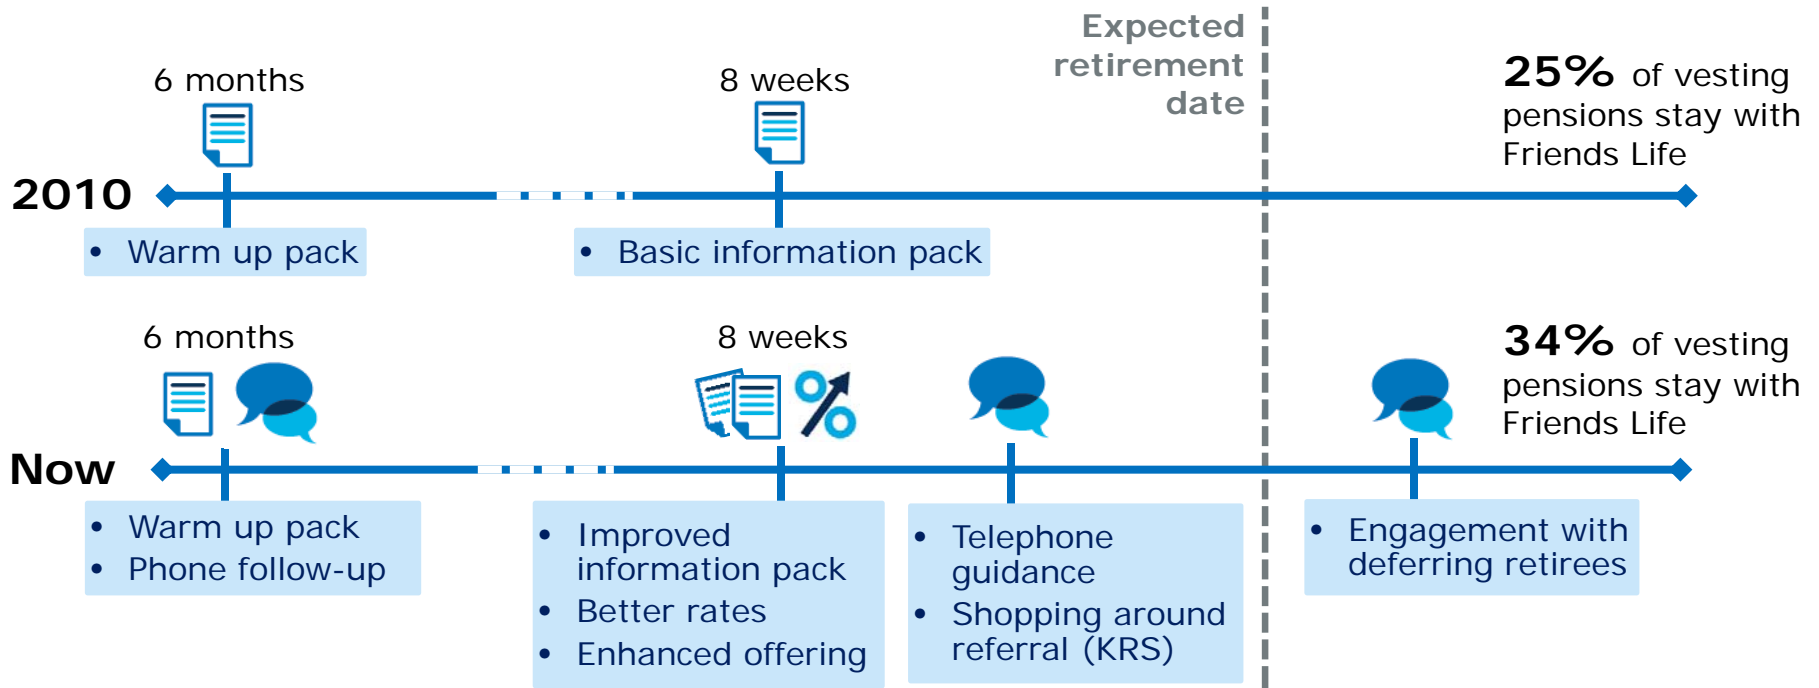 Expected
retirement
date
6 months
8 weeks
25% of vesting
pensions stay with
Friends Life
2010
• Warm up pack
• Basic information pack
6 months
8 weeks
34% of vesting
pensions stay with
Friends Life
Now
• Warm up pack
• Phone follow-up
• Improved
information pack
• Better rates
• Enhanced offering
• Telephone
guidance
• Shopping around
referral (KRS)
• Engagement with
deferring retirees